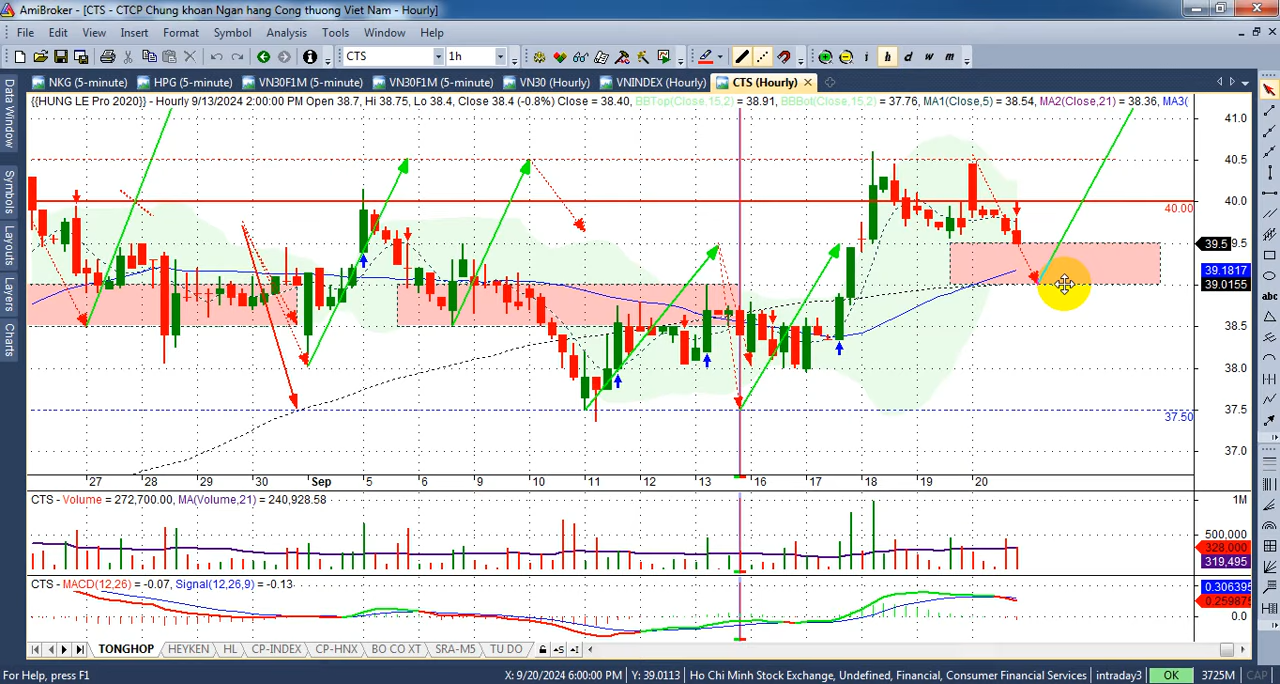 AmiBroker - [CTS - CTCP Chung khoan Ngan hang Cong thuong Viet Nam - Hourly]
File Edit View Insert Format Symbol Analysis Tools Window Help
CTS 1h i h d w m
NKG (5-minute) HPG (5-minute) VN30F1M (5-minute) VN30F1M (5-minute) VN30 (Hourly) VNINDEX (Hourly) CTS (Hourly)
{{HUNG LE Pro 2020}} - Hourly 9/13/2024 2:00:00 PM Open 38.7, Hi 38.75, Lo 38.4, Close 38.4 (-0.8%) Close = 38.40, BBTop(Close,15.2) = 38.91, BBBot(Close,15.2) = 37.76, MA1(Close,5) = 38.54, MA2(Close,21) = 38.36, MA3(
Data Window
Symbols
Layouts
Layers
Charts
abc
41.0
40.5
40.0
40.00
39.5
39.5
39.1817
39.0155
38.5
38.0
37.5
37.50
37.0
27 28 29 30 Sep 5 6 9 10 11 12 13 16 17 18 19 20
CTS - Volume = 272,700.00, MA(Volume,21) = 240,928.58
1M
500,000
328,000
319,495
CTS - MACD(12,26) = -0.07, Signal(12,26,9) = -0.13
0.306395
0.259875
0.0
TONGHOP HEYKEN HL CP-INDEX CP-HNX BO CO XT SRA-M5 TU DO
For Help, press F1 X: 9/20/2024 6:00:00 PM Y: 39.0113 Ho Chi Minh Stock Exchange, Undefined, Financial, Consumer Financial Services intraday3 OK 3725M CAP